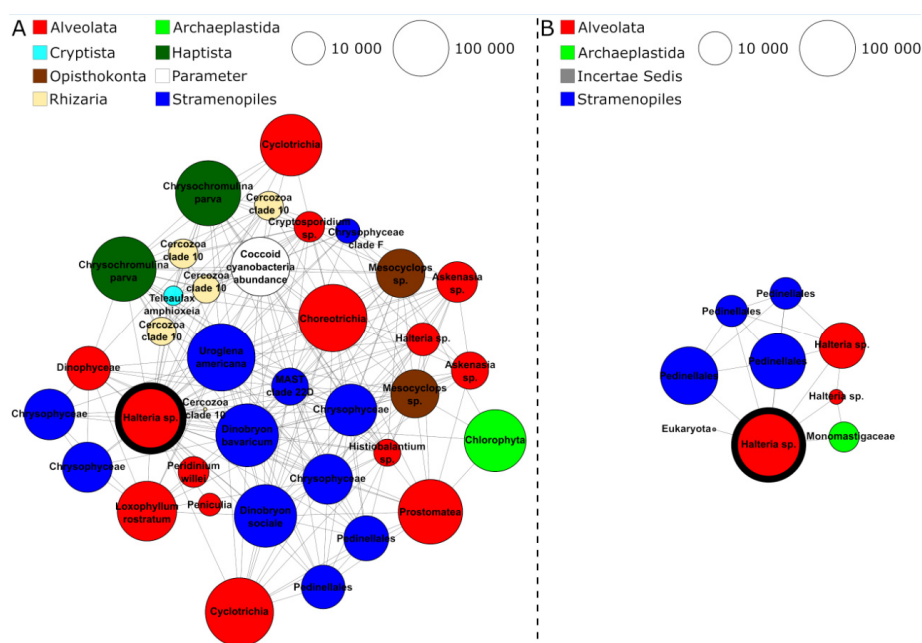 A
Alveolata
Archaeplastida
Cryptista
Haptista
Opisthokonta
Parameter
Rhizaria
Stramenopiles
10 000
100 000
Cyclotrichia
Chrysochromulina
parva
Cercozoa
clade 10
Cryptosporidium
sp.
Chrysophyceae
clade F
Cercozoa
clade 10
Coccoid
cyanobacteria
abundance
Chrysochromulina
parva
Mesocyclops
sp.
Askenasia
sp.
Cercozoa
clade 10
Teleaulax
amphioxeia
Choreotrichia
Cercozoa
clade 10
Halteria sp.
Uroglena
americana
Dinophyceae
Askenasia
sp.
MAST
clade 22D
Mesocyclops
sp.
Chrysophyceae
Cercozoa
clade 10
Chrysophyceae
Halteria sp.
Dinobryon
bavaricum
Chlorophyta
Histiobalantium
sp.
Chrysophyceae
Peridinium
willei
Chrysophyceae
Peniculia
Loxophyllum
rostratum
Dinobryon
sociale
Prostomatea
Pedinellales
Pedinellales
Cyclotrichia
B
Alveolata
Archaeplastida
Incertae Sedis
Stramenopiles
10 000
100 000
Pedinellales
Pedinellales
Halteria sp.
Pedinellales
Pedinellales
Halteria sp.
Eukaryota
Halteria sp.
Monomastigaceae